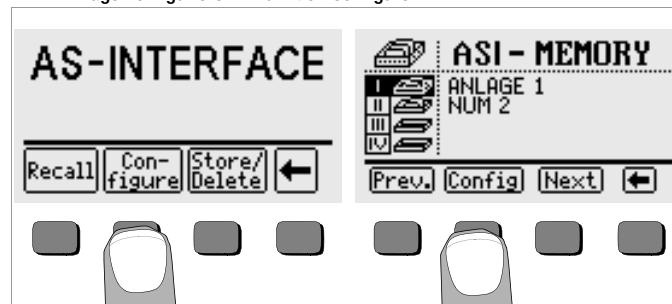 AS-INTERFACE
Recall
Con-
figure
Store/
Delete
ASI - MEMORY
I
ANLAGE 1
II
NUM 2
III
IV
Prev.
Config
Next